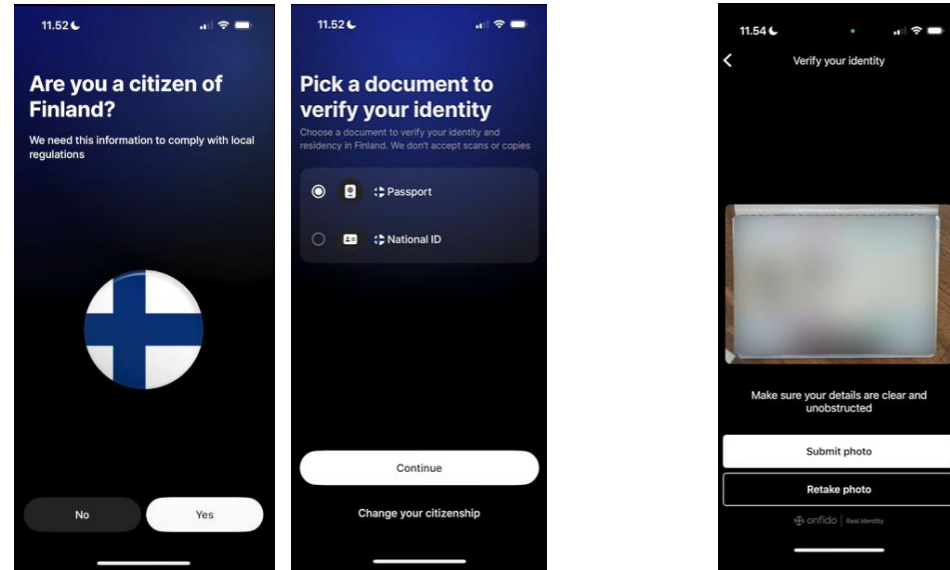 11.52
Are you a citizen of
Finland?
We need this information to comply with local
regulations
No
Yes
11.52
Pick a document to
verify your identity
Choose a document to verify your identity and
residency in Finland. We don't accept scans or copies
Passport
National ID
Continue
Change your citizenship
11.54
Verify your identity
Make sure your details are clear and
unobstructed
Submit photo
Retake photo
onfido | Real Identity